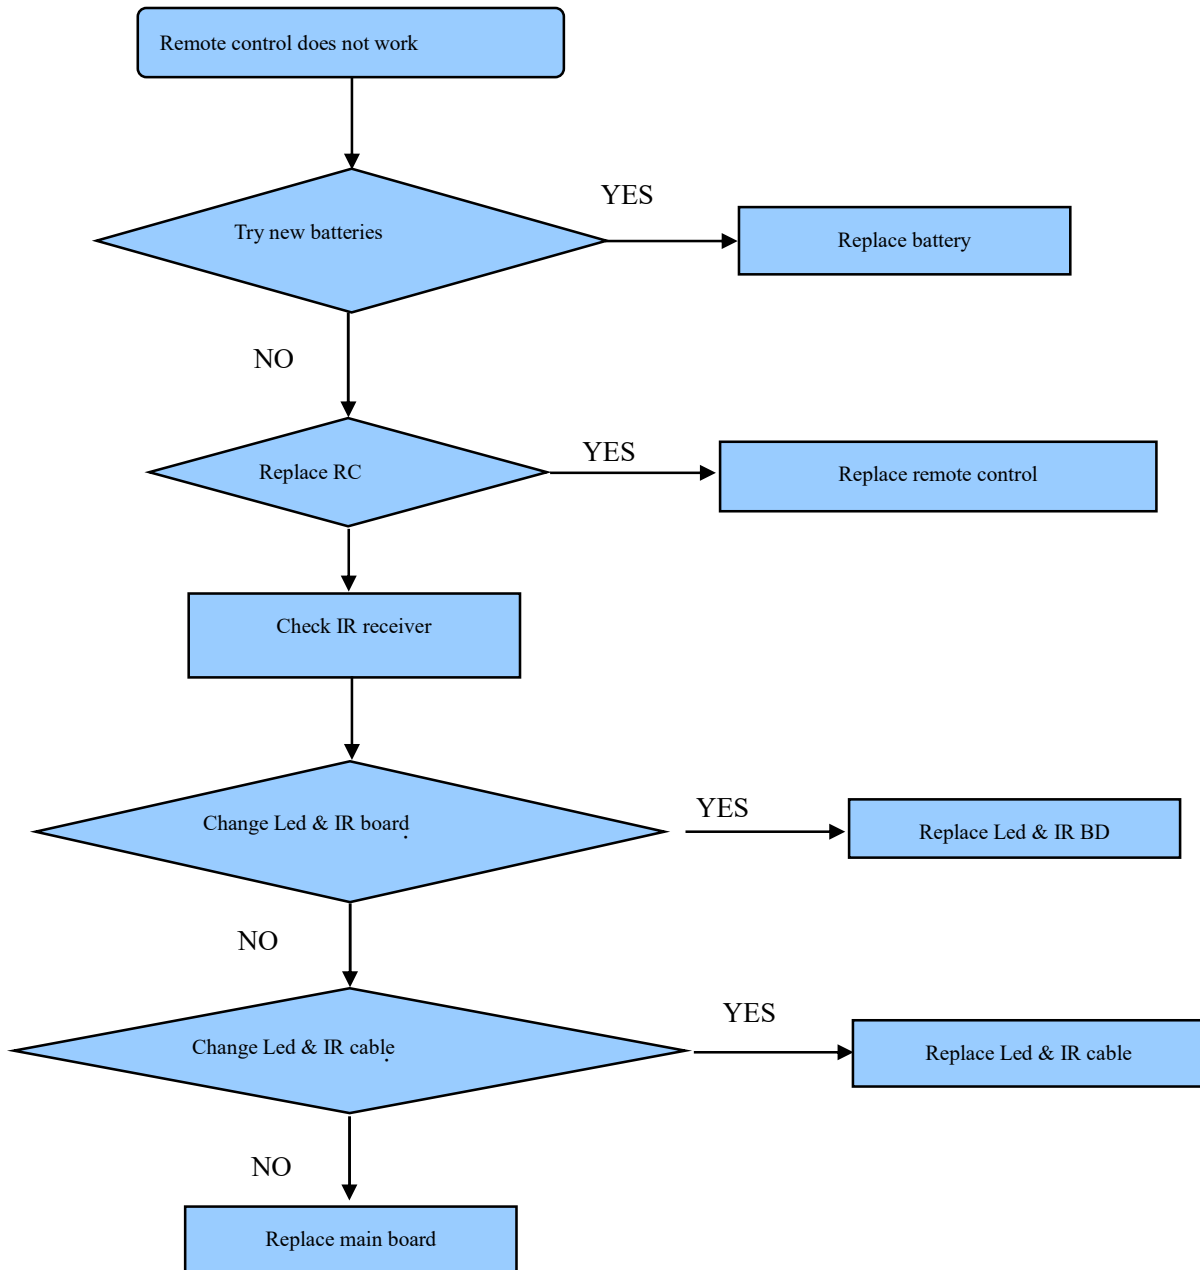 Remote control does not work
Try new batteries
YES
Replace battery
NO
Replace RC
YES
Replace remote control
Check IR receiver
Change Led & IR board.
YES
Replace Led & IR BD
NO
Change Led & IR cable.
YES
Replace Led & IR cable
NO
Replace main board